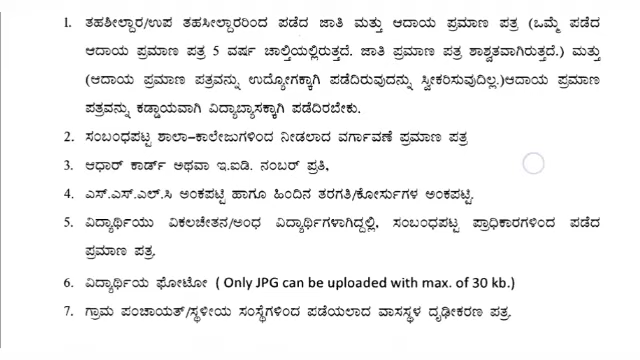 1. ತಹಶೀಲ್ದಾರ/ಉಪ ತಹಸೀಲ್ದಾರರಿಂದ ಪಡೆದ ಜಾತಿ ಮತ್ತು ಆದಾಯ ಪ್ರಮಾಣ ಪತ್ರ (ಒಮ್ಮೆ ಪಡೆದ
ಆದಾಯ ಪ್ರಮಾಣ ಪತ್ರ 5 ವರ್ಷ ಚಾಲ್ತಿಯಲ್ಲಿರುತ್ತದೆ. ಜಾತಿ ಪ್ರಮಾಣ ಪತ್ರ ಶಾಶ್ವತವಾಗಿರುತ್ತದೆ.) ಮತ್ತು
(ಆದಾಯ ಪ್ರಮಾಣ ಪತ್ರವನ್ನು ಉದ್ಯೋಗಕ್ಕಾಗಿ ಪಡೆದಿರುವುದನ್ನು ಸ್ವೀಕರಿಸುವುದಿಲ್ಲ.)ಆದಾಯ ಪ್ರಮಾಣ
ಪತ್ರವನ್ನು ಕಡ್ಡಾಯವಾಗಿ ವಿದ್ಯಾಬ್ಯಾಸಕ್ಕಾಗಿ ಪಡೆದಿರಬೇಕು.
2. ಸಂಬಂಧಪಟ್ಟ ಶಾಲಾ-ಕಾಲೇಜುಗಳಿಂದ ನೀಡಲಾದ ವರ್ಗಾವಣೆ ಪ್ರಮಾಣ ಪತ್ರ
3. ಆಧಾರ್ ಕಾರ್ಡ್ ಅಥವಾ ಇ.ಐಡಿ. ನಂಬರ್ ಪ್ರತಿ,
4. ಎಸ್.ಎಸ್.ಎಲ್.ಸಿ ಅಂಕಪಟ್ಟಿ ಹಾಗೂ ಹಿಂದಿನ ತರಗತಿ/ಕೋರ್ಸುಗಳ ಅಂಕಪಟ್ಟಿ.
5. ವಿದ್ಯಾರ್ಥಿಯು ವಿಕಲಚೇತನ/ಅಂಧ ವಿದ್ಯಾರ್ಥಿಗಳಾಗಿದ್ದಲ್ಲಿ, ಸಂಬಂಧಪಟ್ಟ ಪ್ರಾಧಿಕಾರಗಳಿಂದ ಪಡೆದ
ಪ್ರಮಾಣ ಪತ್ರ.
6. ವಿದ್ಯಾರ್ಥಿಯ ಫೋಟೋ ( Only JPG can be uploaded with max. of 30 kb.)
7. ಗ್ರಾಮ ಪಂಚಾಯತ್/ಸ್ಥಳೀಯ ಸಂಸ್ಥೆಗಳಿಂದ ಪಡೆಯಲಾದ ವಾಸಸ್ಥಳ ದೃಢೀಕರಣ ಪತ್ರ.